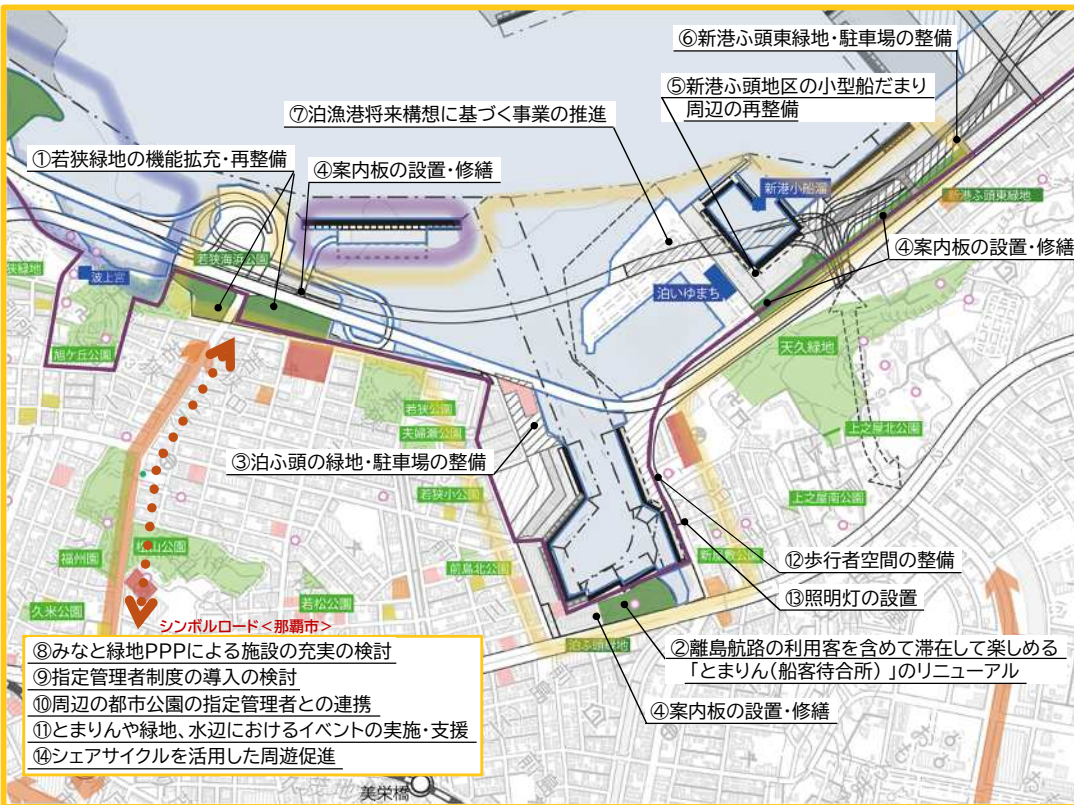 ⑥新港ふ頭東緑地・駐車場の整備
⑤新港ふ頭地区の小型船だまり
周辺の再整備
⑦泊漁港将来構想に基づく事業の推進
①若狭緑地の機能拡充・再整備
④案内板の設置・修繕
新港小船溜
新港ふ頭東緑地
④案内板の設置・修繕
若狭海浜公園
狭緑地
波上宮
泊いゆまち
旭ケ丘公園
天久緑地
若狭公園
夫婦瀬公園
上之屋北公園
③泊ふ頭の緑地・駐車場の整備
若狭小公園
上之屋南公園
松山公園
福州園
前島北公園
新屋敷公園
⑫歩行者空間の整備
久米公園
若松公園
⑬照明灯の設置
シンボルロード<那覇市>
泊ふ頭緑地
②離島航路の利用客を含めて滞在して楽しめる
「とまりん(船客待合所)」のリニューアル
④案内板の設置・修繕
⑧みなと緑地PPPによる施設の充実の検討
⑨指定管理者制度の導入の検討
⑩周辺の都市公園の指定管理者との連携
⑪とまりんや緑地、水辺におけるイベントの実施・支援
⑭シェアサイクルを活用した周遊促進
美栄橋